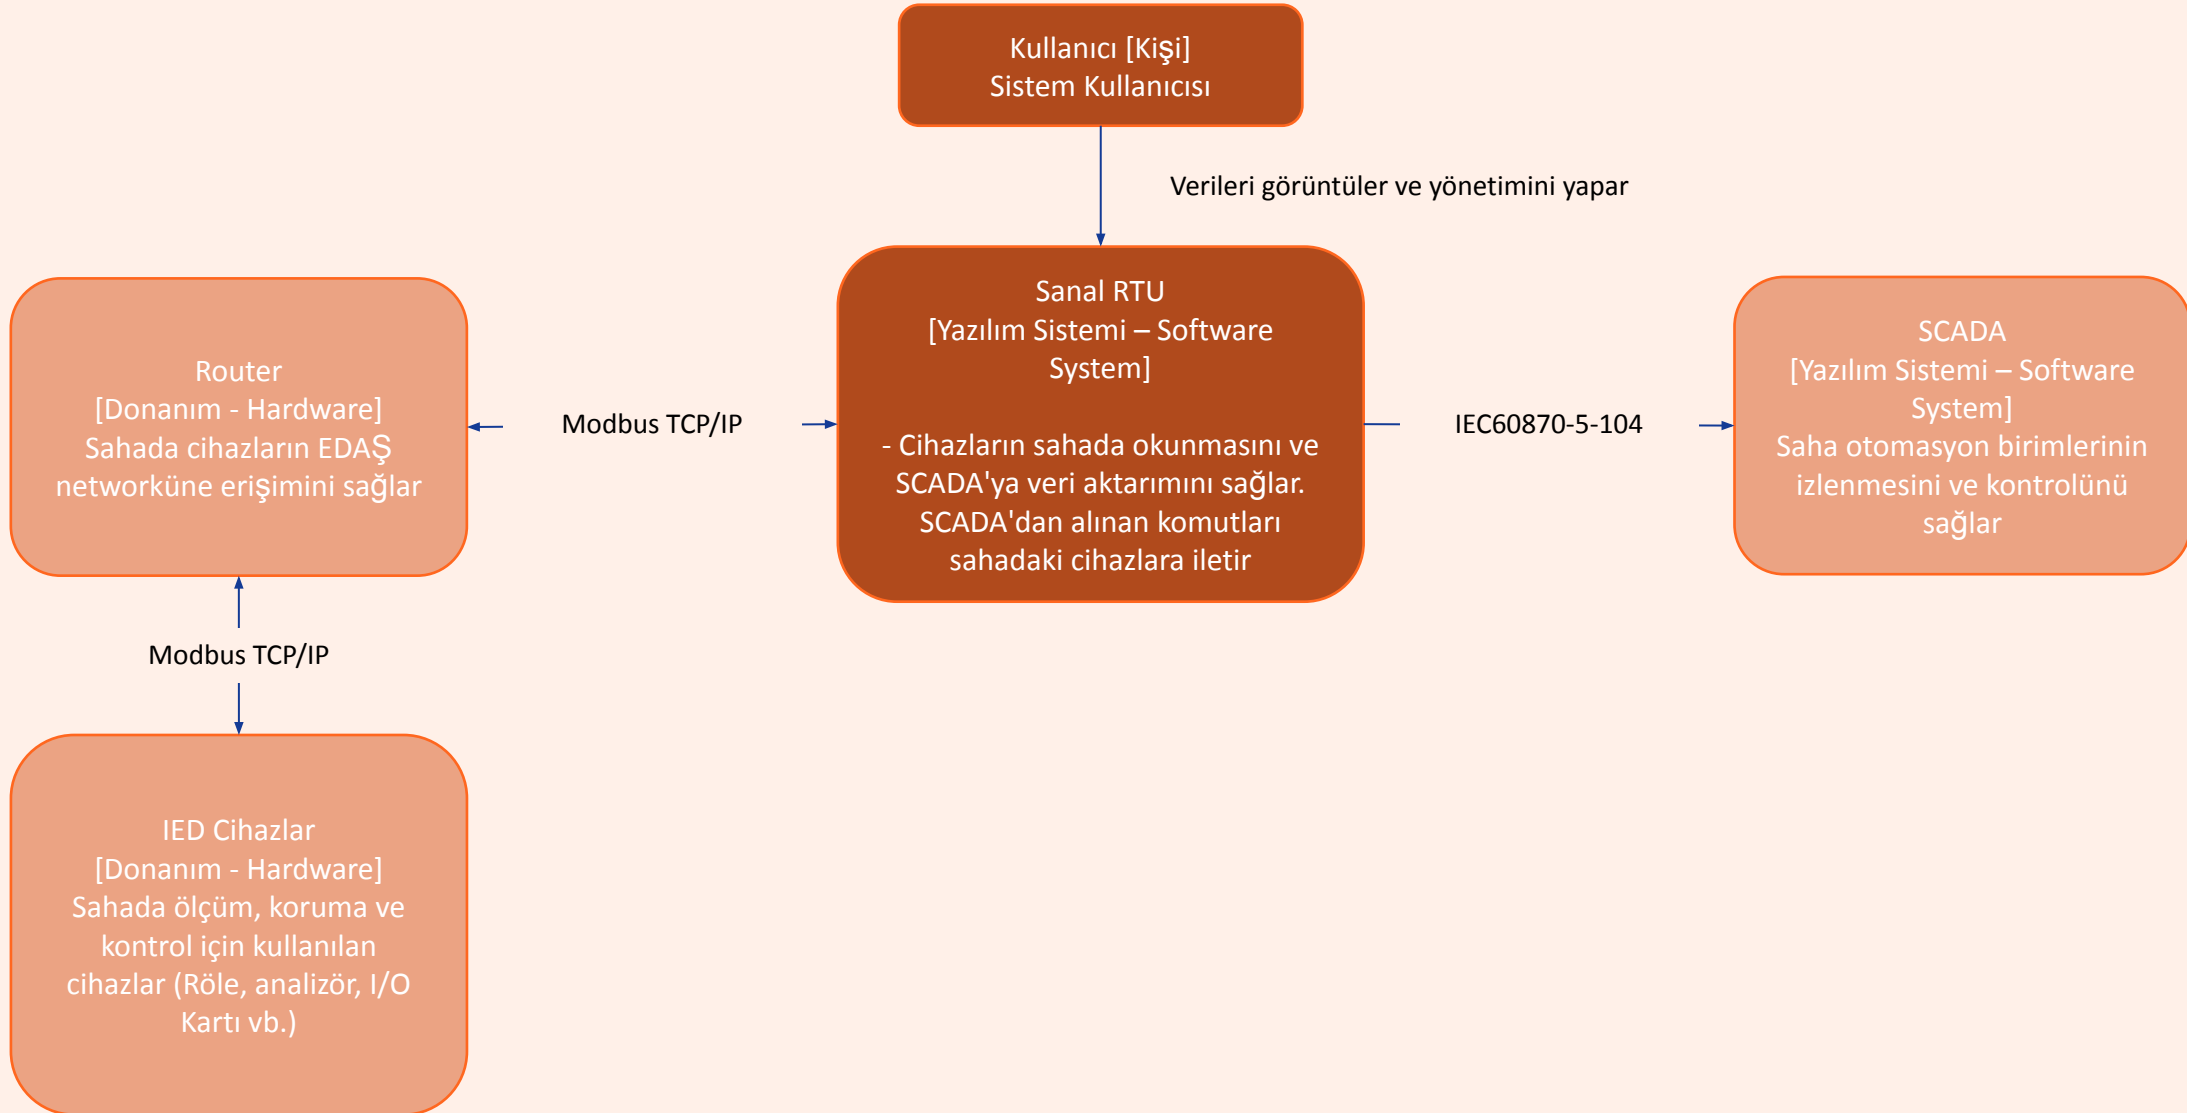 Kullanıcı [Kişi]
Sistem Kullanıcısı
Verileri görüntüler ve yönetimini yapar
Router
[Donanım - Hardware]
Sahada cihazların EDAŞ
networküne erişimini sağlar
Modbus TCP/IP
Sanal RTU
[Yazılım Sistemi – Software
System]
- Cihazların sahada okunmasını ve
SCADA'ya veri aktarımını sağlar.
SCADA'dan alınan komutları
sahadaki cihazlara iletir
IEC60870-5-104
SCADA
[Yazılım Sistemi – Software
System]
Saha otomasyon birimlerinin
izlenmesini ve kontrolünü
sağlar
Modbus TCP/IP
IED Cihazlar
[Donanım - Hardware]
Sahada ölçüm, koruma ve
kontrol için kullanılan
cihazlar (Röle, analizör, I/O
Kartı vb.)